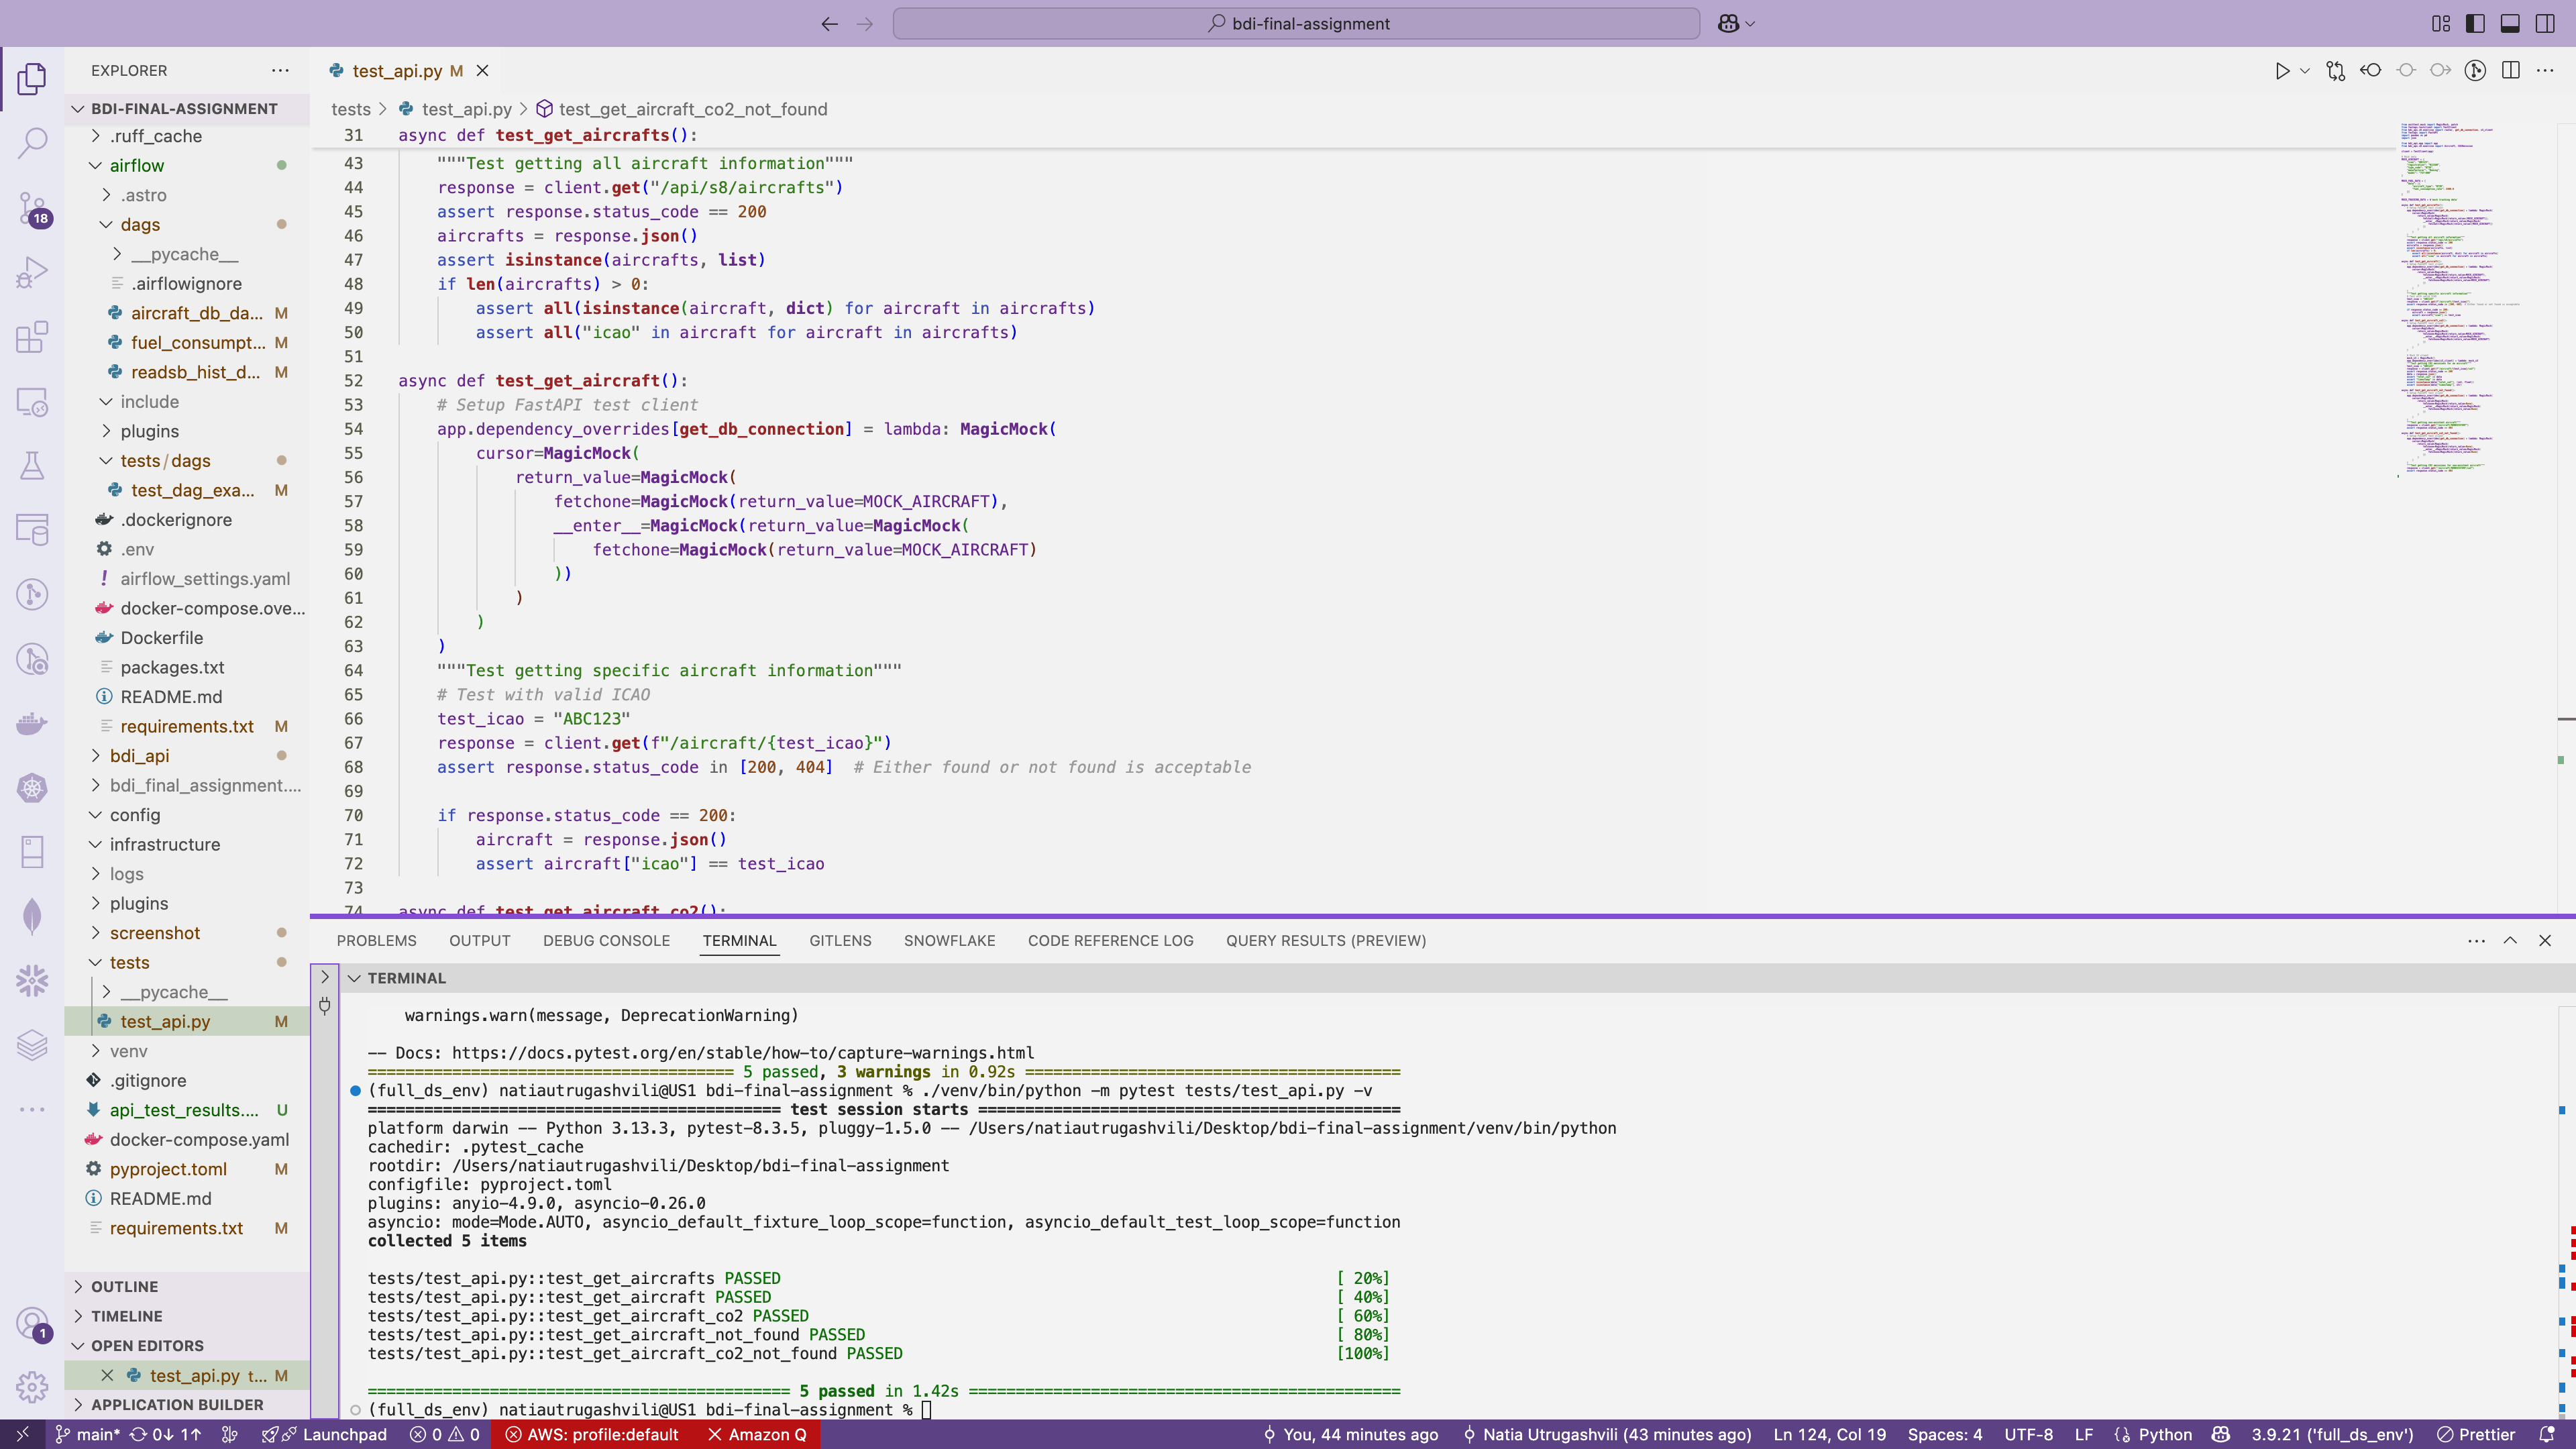 bdi-final-assignment
EXPLORER
BDI-FINAL-ASSIGNMENT
.ruff_cache
airflow
.astro
dags
__pycache__
.airflowignore
aircraft_db_da... M
fuel_consumpt... M
readsb_hist_d... M
include
plugins
tests/dags
test_dag_exa... M
.dockerignore
.env
airflow_settings.yaml
docker-compose.ove...
Dockerfile
packages.txt
README.md
requirements.txt M
bdi_api
bdi_final_assignment....
config
infrastructure
logs
plugins
screenshot
tests
__pycache__
test_api.py M
venv
.gitignore
api_test_results.... U
docker-compose.yaml
pyproject.toml M
README.md
requirements.txt M
OUTLINE
TIMELINE
OPEN EDITORS
test_api.py t... M
APPLICATION BUILDER
18
1
test_api.py M
tests > test_api.py > test_get_aircraft_co2_not_found
31 async def test_get_aircrafts():
43 """Test getting all aircraft information"""
44 response = client.get("/api/s8/aircrafts")
45 assert response.status_code == 200
46 aircrafts = response.json()
47 assert isinstance(aircrafts, list)
48 if len(aircrafts) > 0:
49 assert all(isinstance(aircraft, dict) for aircraft in aircrafts)
50 assert all("icao" in aircraft for aircraft in aircrafts)
51
52 async def test_get_aircraft():
53 # Setup FastAPI test client
54 app.dependency_overrides[get_db_connection] = lambda: MagicMock(
55 cursor=MagicMock(
56 return_value=MagicMock(
57 fetchone=MagicMock(return_value=MOCK_AIRCRAFT),
58 __enter__=MagicMock(return_value=MagicMock(
59 fetchone=MagicMock(return_value=MOCK_AIRCRAFT)
60 ))
61 )
62 )
63 )
64 """Test getting specific aircraft information"""
65 # Test with valid ICAO
66 test_icao = "ABC123"
67 response = client.get(f"/aircraft/{test_icao}")
68 assert response.status_code in [200, 404]  # Either found or not found is acceptable
69
70 if response.status_code == 200:
71 aircraft = response.json()
72 assert aircraft["icao"] == test_icao
73
74 async def test_get_aircraft_co2():
PROBLEMS OUTPUT DEBUG CONSOLE TERMINAL GITLENS SNOWFLAKE CODE REFERENCE LOG QUERY RESULTS (PREVIEW)
TERMINAL
warnings.warn(message, DeprecationWarning)
-- Docs: https://docs.pytest.org/en/stable/how-to/capture-warnings.html
======================================= 5 passed, 3 warnings in 0.92s ========================================
(full_ds_env) natiautrugashvili@US1 bdi-final-assignment % ./venv/bin/python -m pytest tests/test_api.py -v
============================================ test session starts =============================================
platform darwin -- Python 3.13.3, pytest-8.3.5, pluggy-1.5.0 -- /Users/natiautrugashvili/Desktop/bdi-final-assignment/venv/bin/python
cachedir: .pytest_cache
rootdir: /Users/natiautrugashvili/Desktop/bdi-final-assignment
configfile: pyproject.toml
plugins: anyio-4.9.0, asyncio-0.26.0
asyncio: mode=Mode.AUTO, asyncio_default_fixture_loop_scope=function, asyncio_default_test_loop_scope=function
collected 5 items
tests/test_api.py::test_get_aircrafts PASSED [ 20%]
tests/test_api.py::test_get_aircraft PASSED [ 40%]
tests/test_api.py::test_get_aircraft_co2 PASSED [ 60%]
tests/test_api.py::test_get_aircraft_not_found PASSED [ 80%]
tests/test_api.py::test_get_aircraft_co2_not_found PASSED [100%]
============================================= 5 passed in 1.42s ==============================================
(full_ds_env) natiautrugashvili@US1 bdi-final-assignment %
main* 0↓ 1↑ Launchpad 0 0 AWS: profile:default Amazon Q You, 44 minutes ago Natia Utrugashvili (43 minutes ago) Ln 124, Col 19 Spaces: 4 UTF-8 LF Python 3.9.21 ('full_ds_env') Prettier